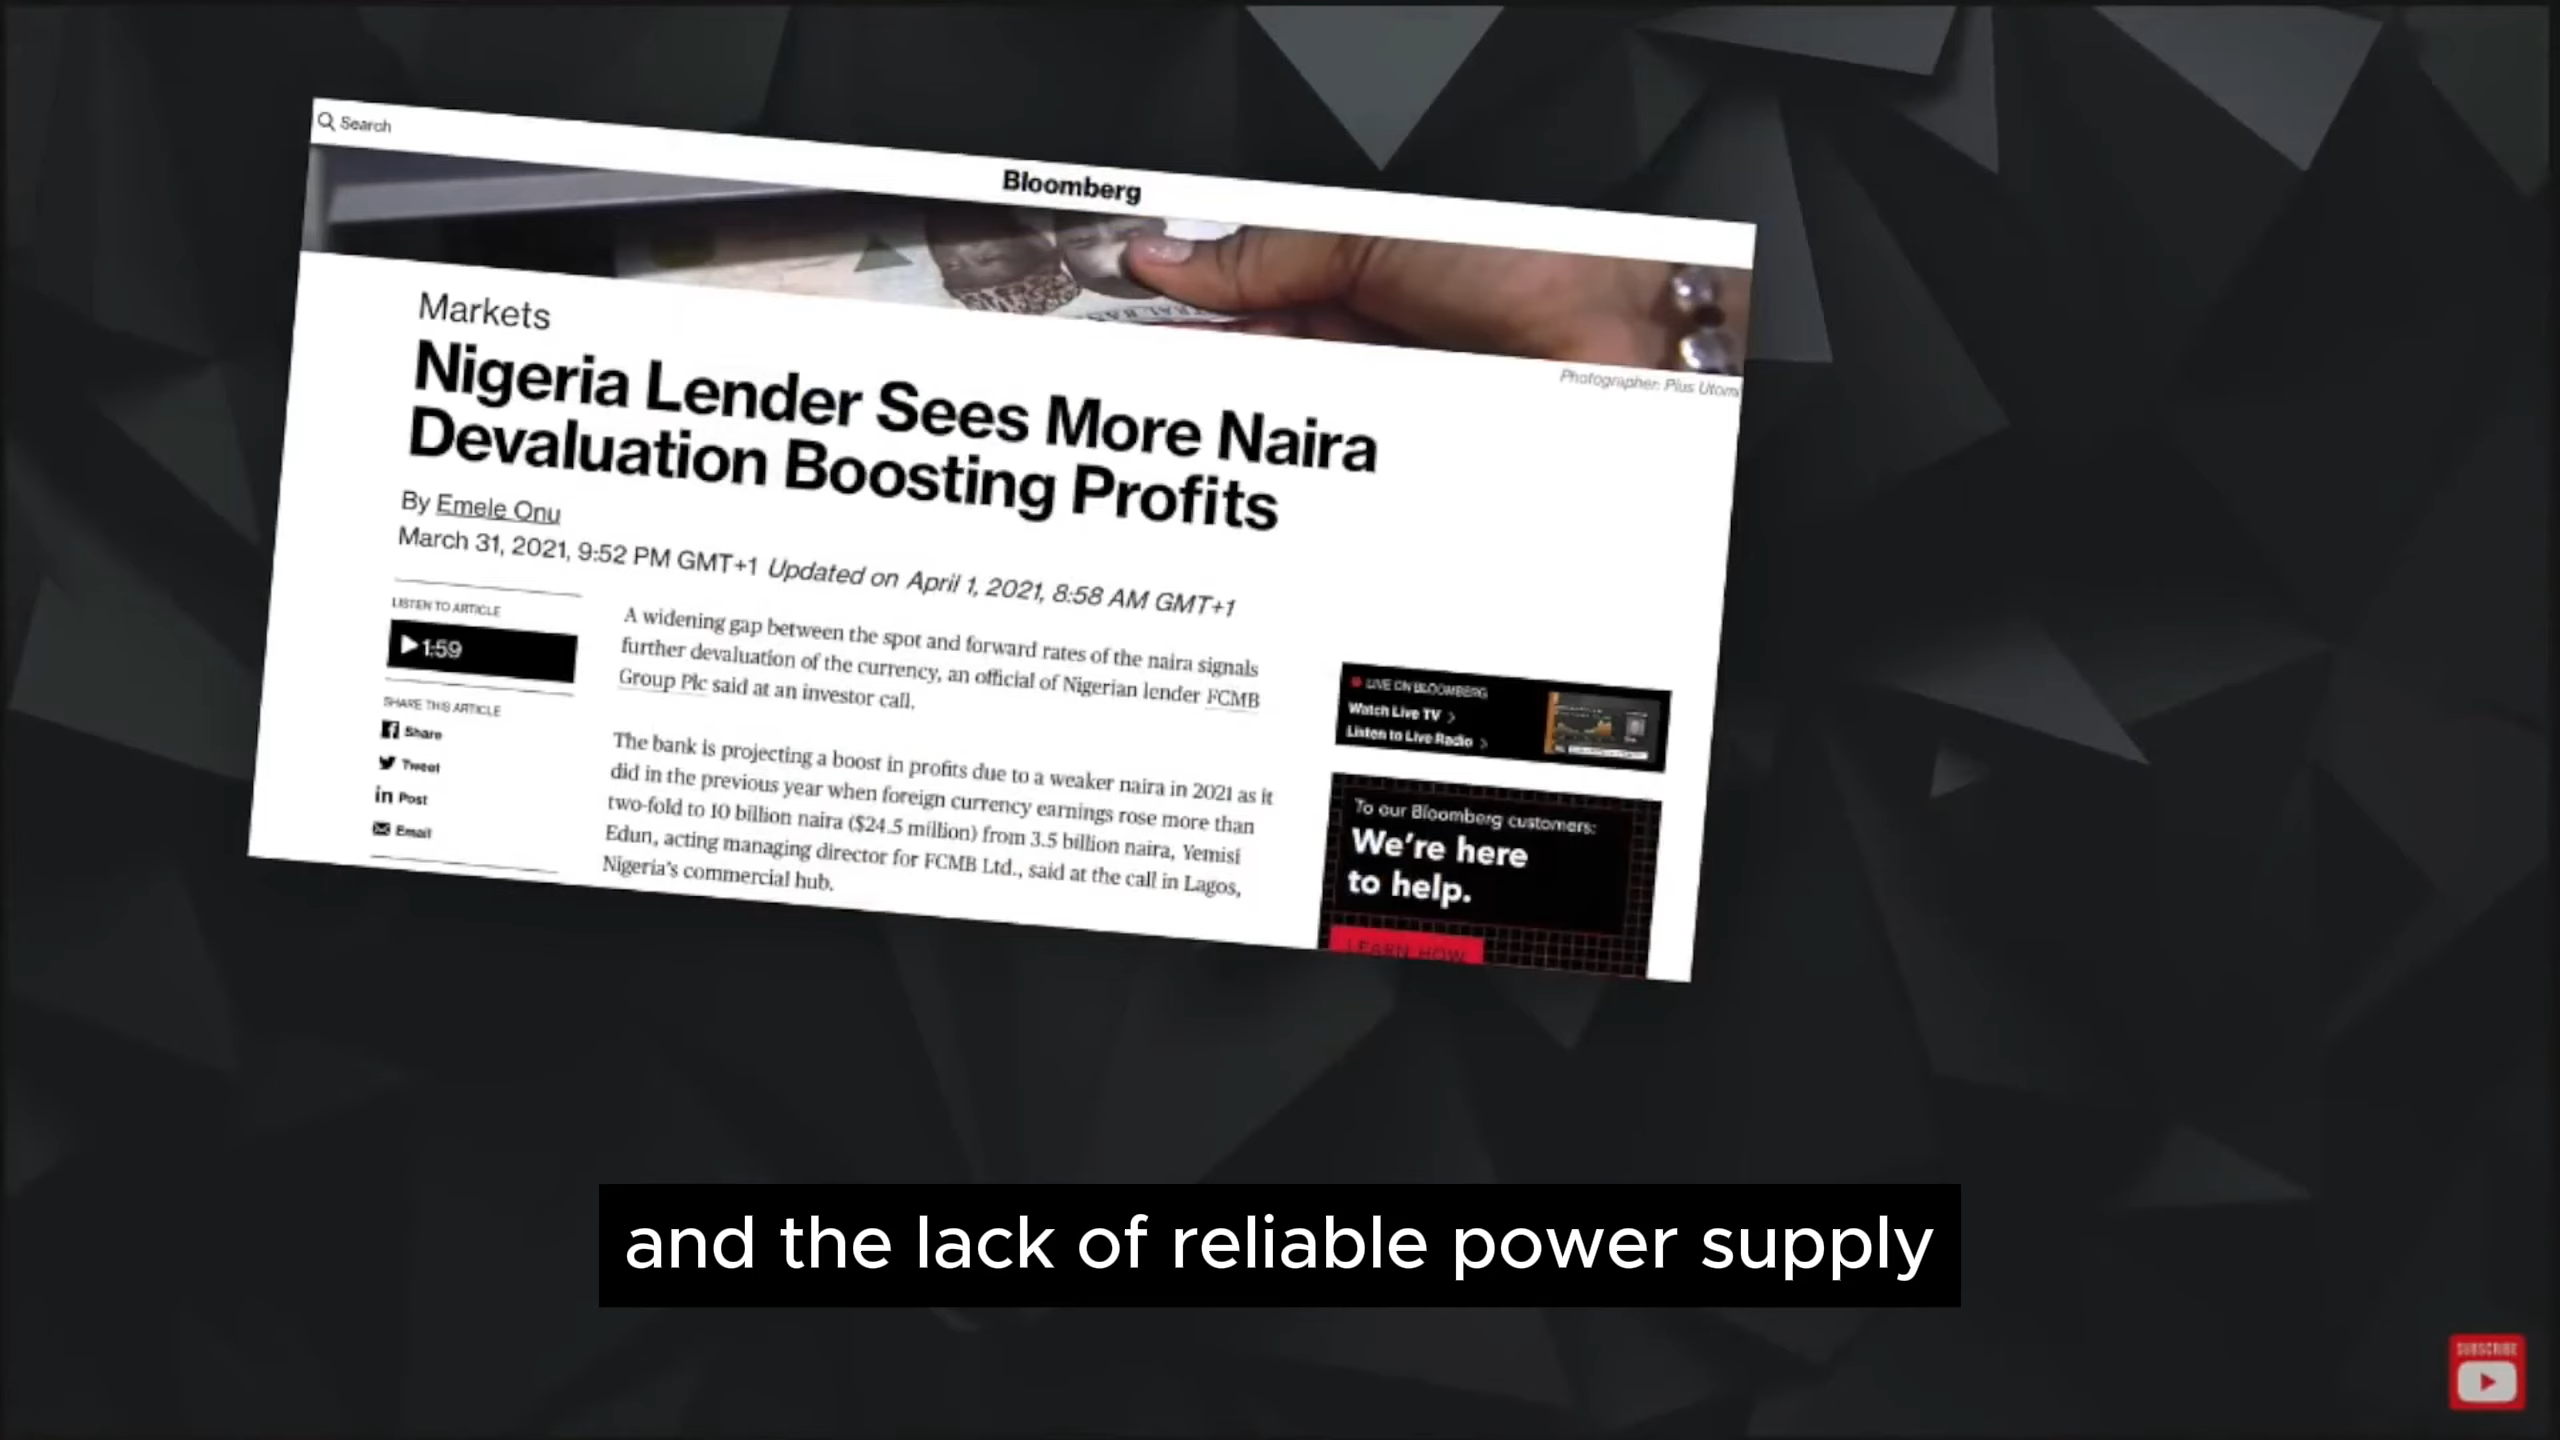 Search
Bloomberg
Photographer: Pius Utomi
Markets
Nigeria Lender Sees More Naira
Devaluation Boosting Profits
By Emele Onu
March 31, 2021, 9:52 PM GMT+1 Updated on April 1, 2021, 8:58 AM GMT+1
LISTEN TO ARTICLE
1:59
SHARE THIS ARTICLE
Share
Tweet
in Post
Email
A widening gap between the spot and forward rates of the naira signals
further devaluation of the currency, an official of Nigerian lender FCMB
Group Plc said at an investor call.
The bank is projecting a boost in profits due to a weaker naira in 2021 as it
did in the previous year when foreign currency earnings rose more than
two-fold to 10 billion naira ($24.5 million) from 3.5 billion naira, Yemisi
Edun, acting managing director for FCMB Ltd., said at the call in Lagos,
Nigeria's commercial hub.
LIVE ON BLOOMBERG
Watch Live TV
Listen to Live Radio
To our Bloomberg customers:
We're here
to help.
LEARN HOW
and the lack of reliable power supply
SUBSCRIBE